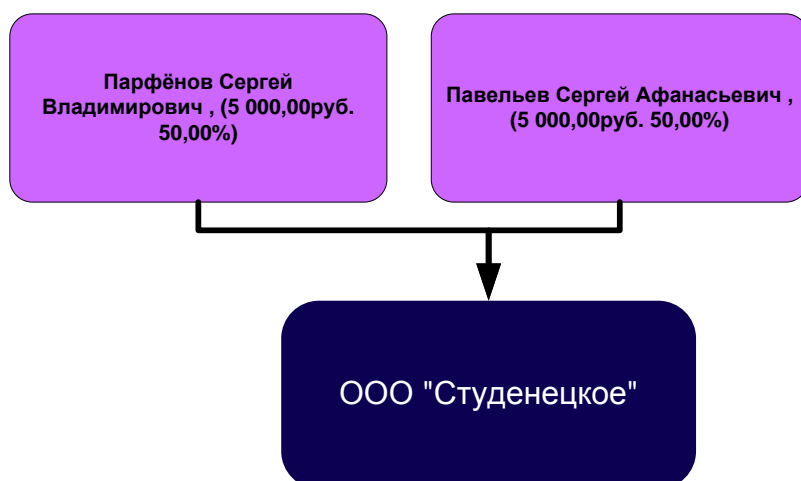 Парфёнов Сергей
Владимирович , (5 000,00руб.
50,00%)
Павельев Сергей Афанасьевич ,
(5 000,00руб. 50,00%)
ООО "Студенецкое"